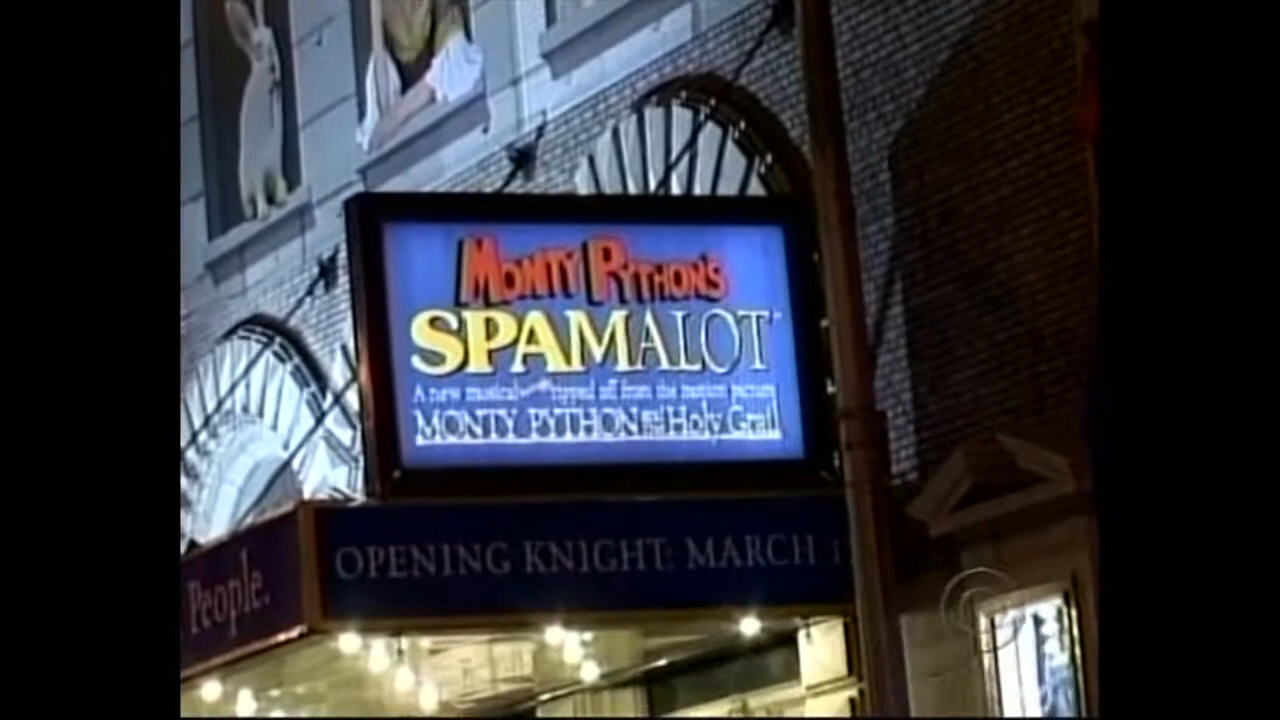 MONTY PYTHON'S
SPAMALOT
A new musical ripped off from the motion picture
MONTY PYTHON and the Holy Grail
OPENING KNIGHT: MARCH 1
People.